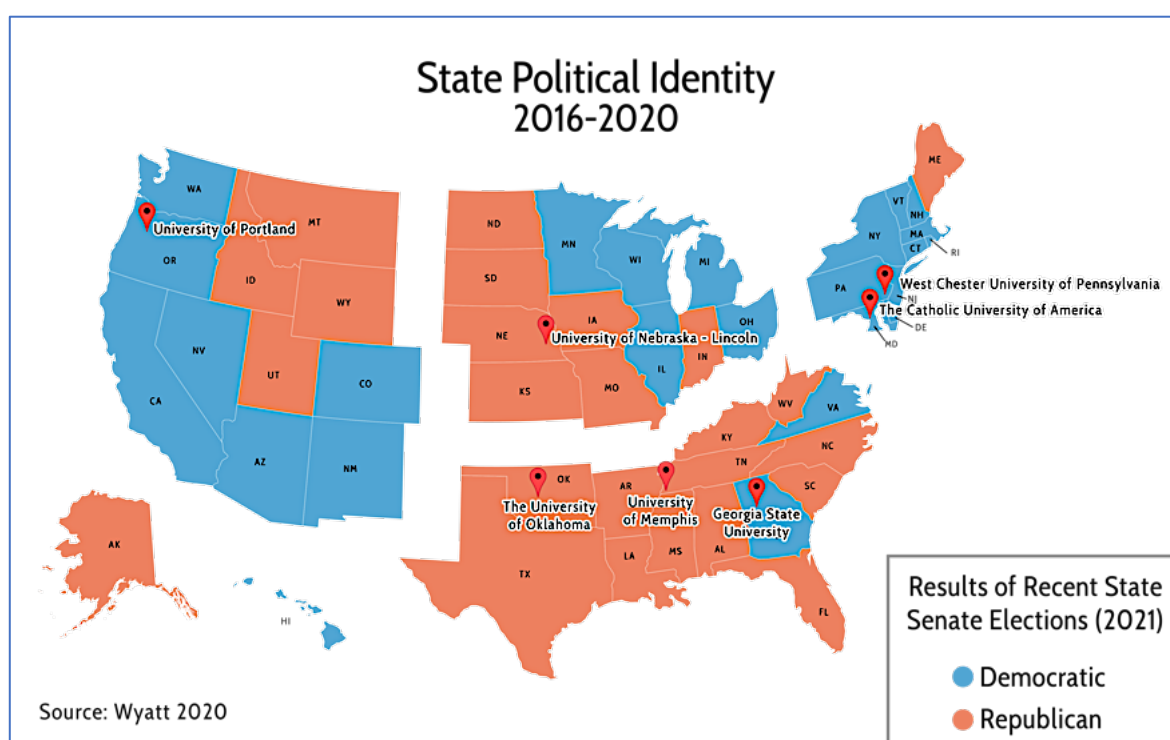 State Political Identity
2016-2020
WA
University of Portland
OR
MT
ID
WY
NV
UT
CO
CA
AZ
NM
AK
HI
ND
SD
MN
WI
MI
NE
IA
University of Nebraska - Lincoln
OH
IL
IN
KS
MO
ME
VT
NH
NY
MA
CT
RI
PA
West Chester University of Pennsylvania
NJ
The Catholic University of America
DE
MD
WV
VA
KY
NC
TN
SC
OK
The University
of Oklahoma
AR
University
of Memphis
Georgia State
University
TX
LA
MS
AL
FL
Results of Recent State
Senate Elections (2021)
Democratic
Republican
Source: Wyatt 2020